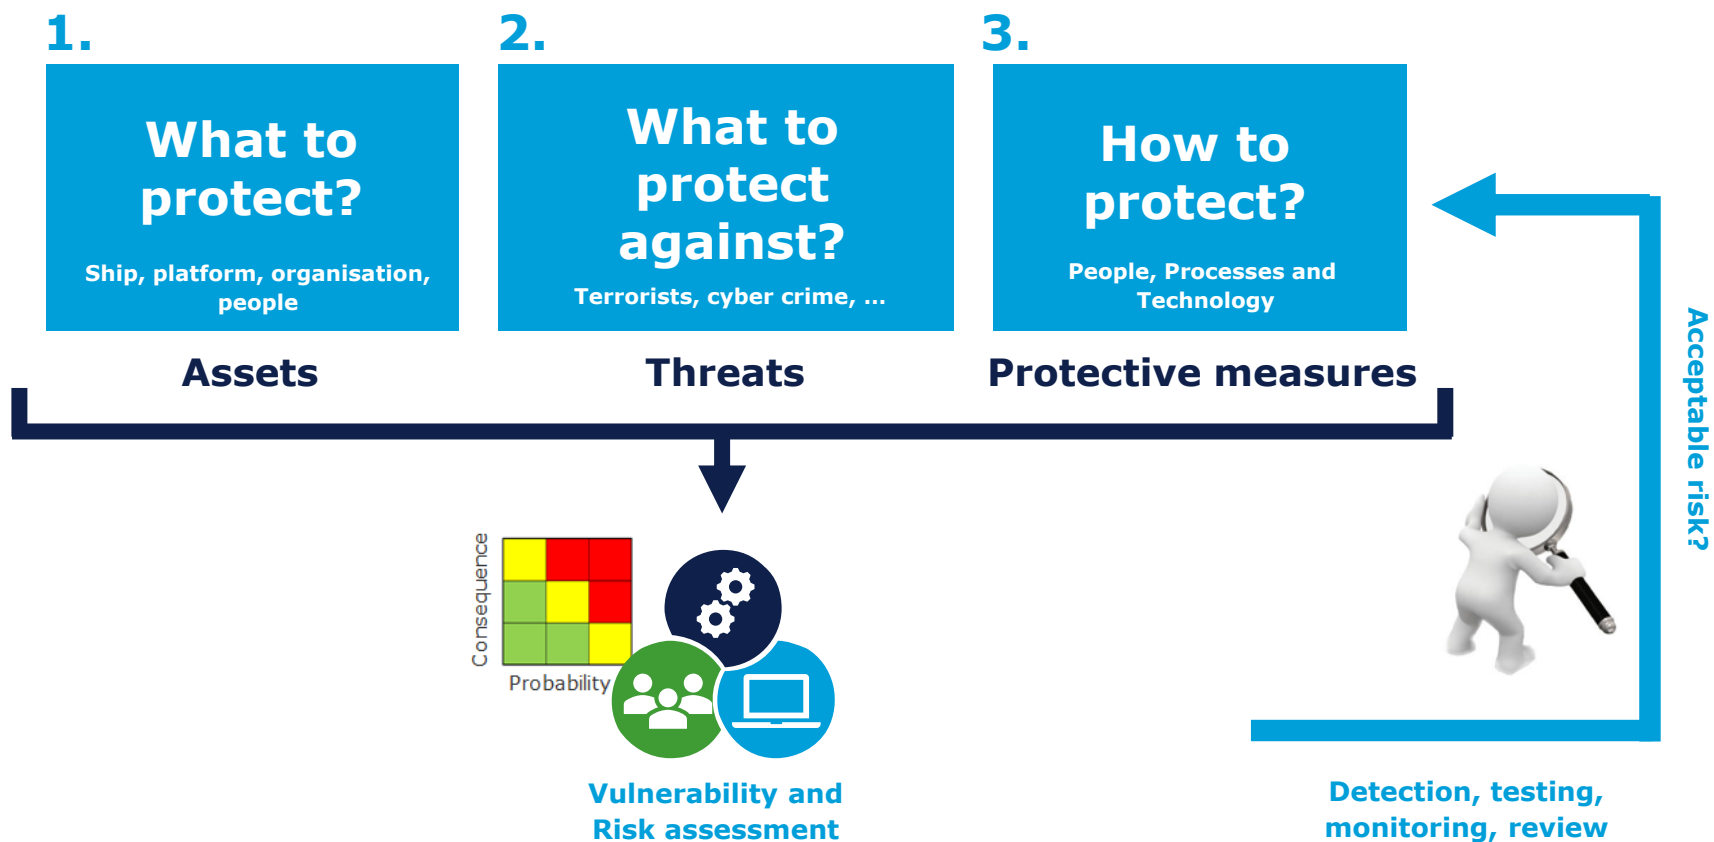 1.
What to
protect?
Ship, platform, organisation,
people
Assets
2.
What to
protect
against?
Terrorists, cyber crime, ...
Threats
3.
How to
protect?
People, Processes and
Technology
Protective measures
Acceptable risk?
Consequence
Probability
Vulnerability and
Risk assessment
Detection, testing,
monitoring, review